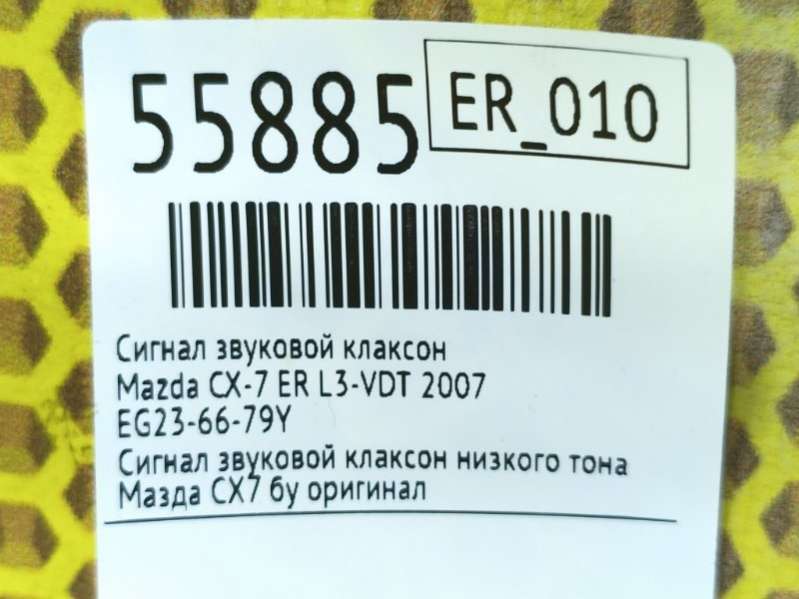 55885 ER_010
Сигнал звуковой клаксон
Mazda CX-7 ER L3-VDT 2007
EG23-66-79Y
Сигнал звуковой клаксон низкого тона
Мазда СХ7 бу оригинал